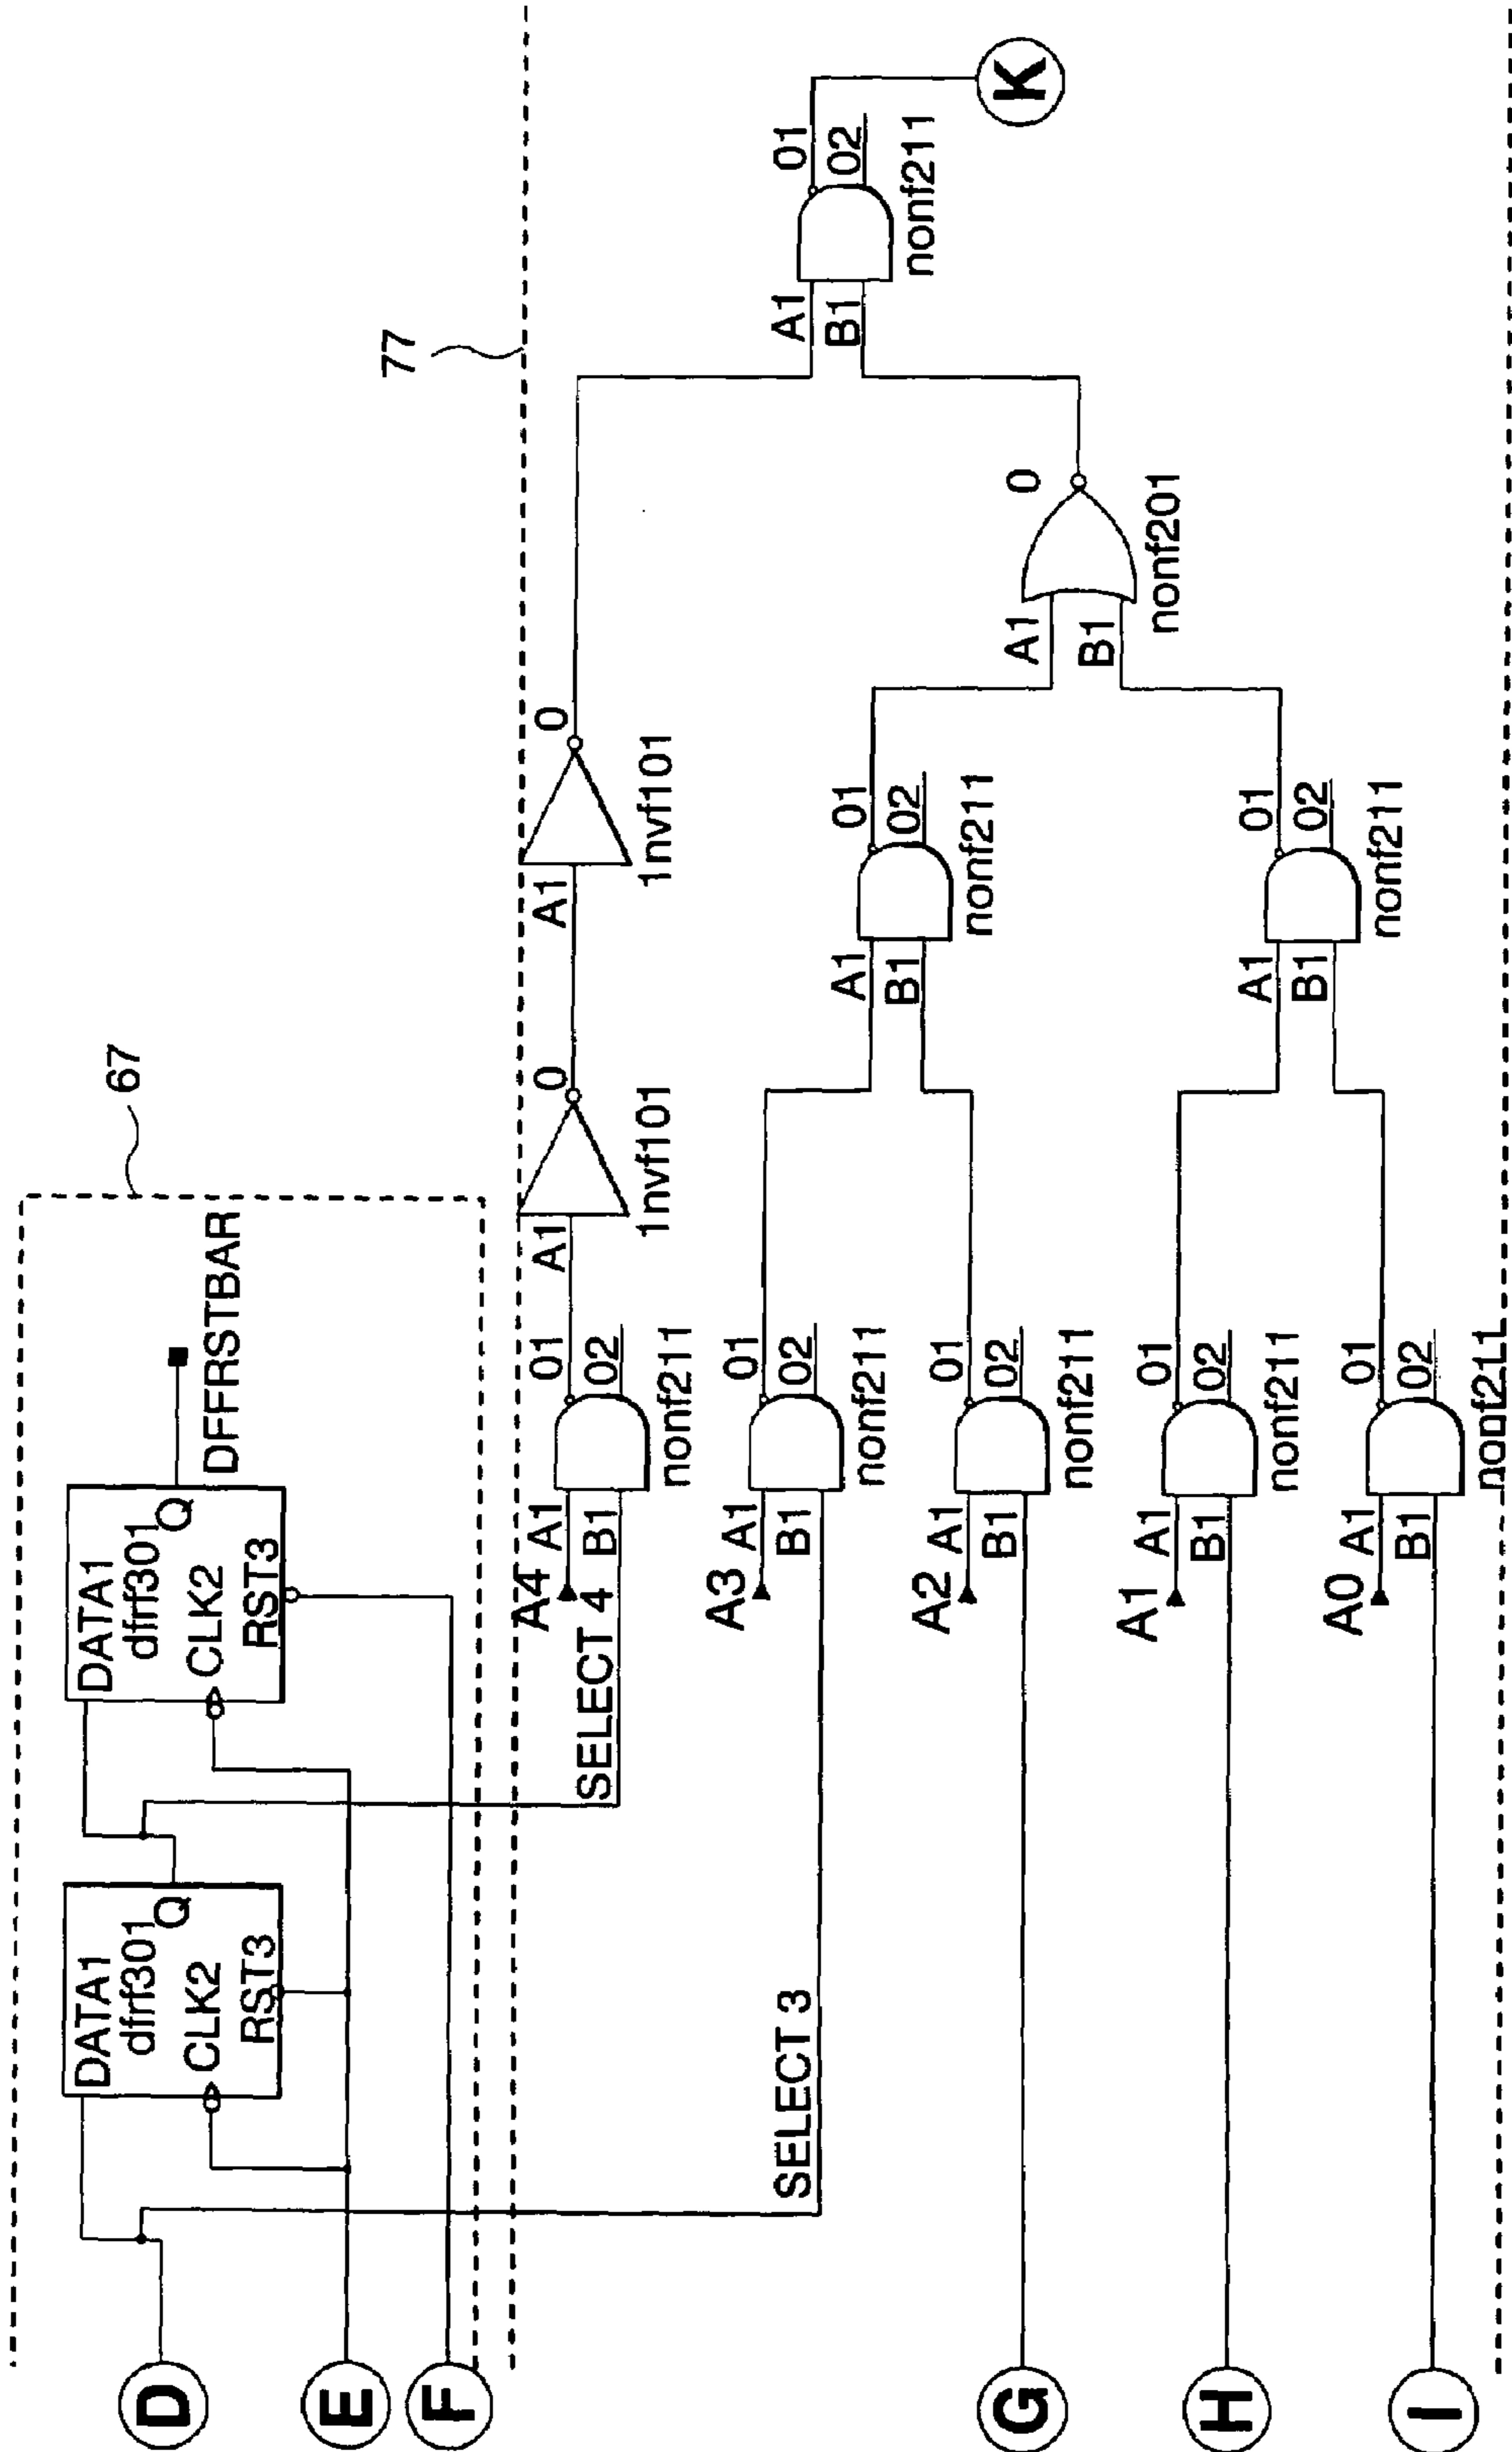 67
DATA1
dfrf301
Q
CLK2
RST3
DATA1
dfrf301
Q
CLK2
RST3
DFFRSTBAR
D
E
F
77
A4
SELECT 4
A1
B1
01
02
nonf211
A1
0
1nvf101
A1
0
1nvf101
A1
B1
01
02
nonf211
K
SELECT 3
A3
A1
B1
01
02
nonf211
A1
B1
01
02
nonf211
G
A2
A1
B1
01
02
nonf211
A1
B1
0
nonf201
H
A1
A1
B1
01
02
nonf211
A1
B1
01
02
nonf211
I
A0
A1
B1
01
02
nonf211